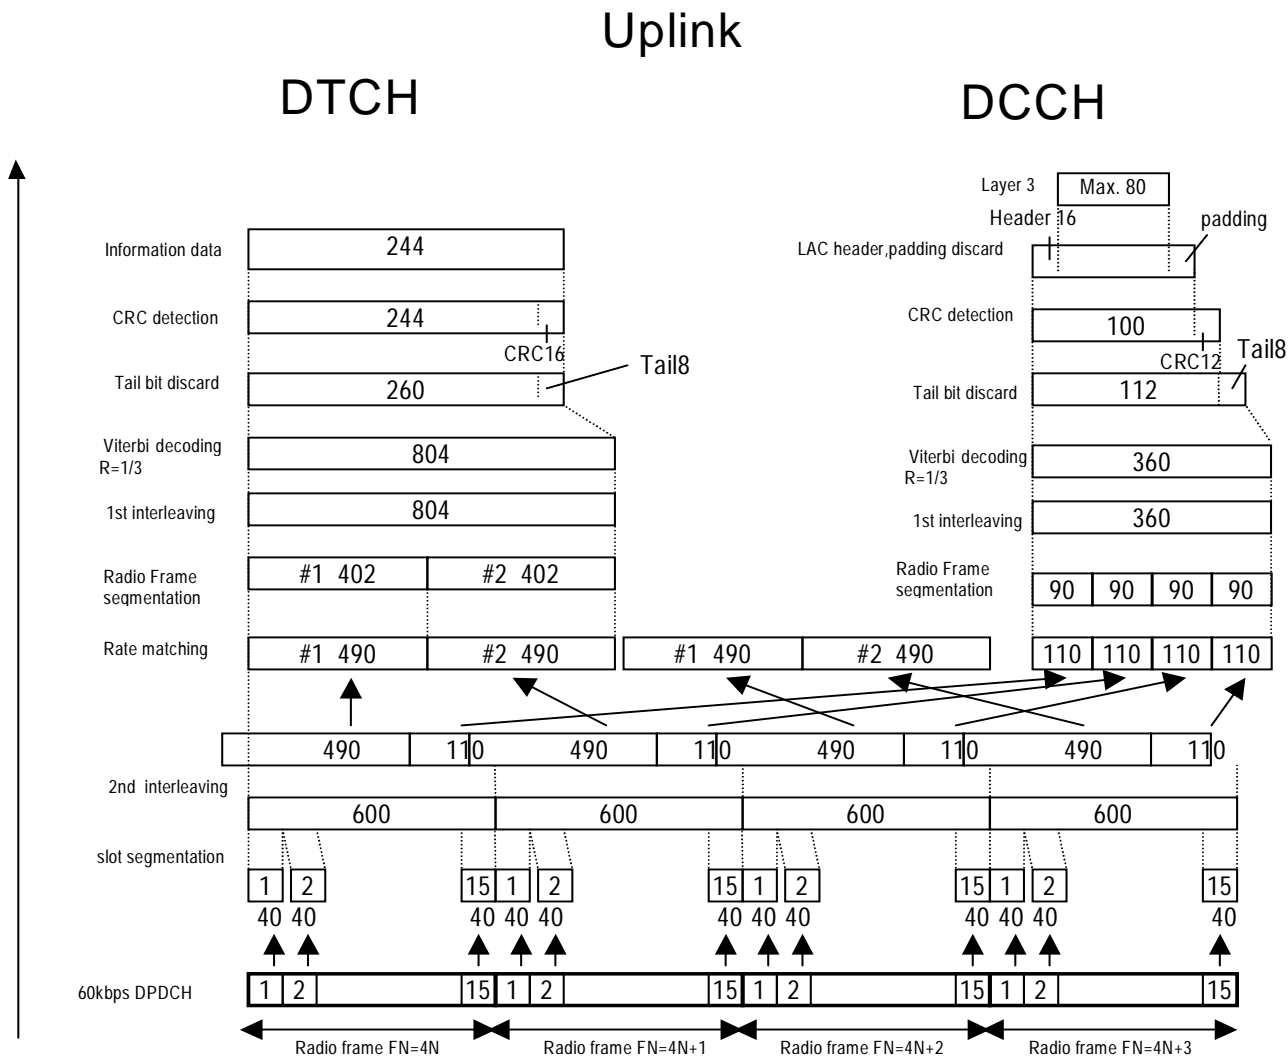 Uplink
DTCH DCCH
Layer 3 Max. 80
Header 16 padding
Information data 244 LAC header,padding discard
CRC detection 244 CRC detection 100
CRC16 CRC12
Tail8 Tail8
Tail bit discard 260 Tail bit discard 112
Viterbi decoding R=1/3 804 Viterbi decoding R=1/3 360
1st interleaving 804 1st interleaving 360
Radio Frame segmentation #1 402 #2 402 Radio Frame segmentation 90 90 90 90
Rate matching #1 490 #2 490 #1 490 #2 490 110 110 110 110
490 110 490 110 490 110 490 110
2nd interleaving
600 600 600 600
slot segmentation
1 2 15 1 2 15 1 2 15 1 2 15
40 40 40 40 40 40 40 40 40 40 40 40
60kbps DPDCH 1 2 15 1 2 15 1 2 15 1 2 15
Radio frame FN=4N Radio frame FN=4N+1 Radio frame FN=4N+2 Radio frame FN=4N+3